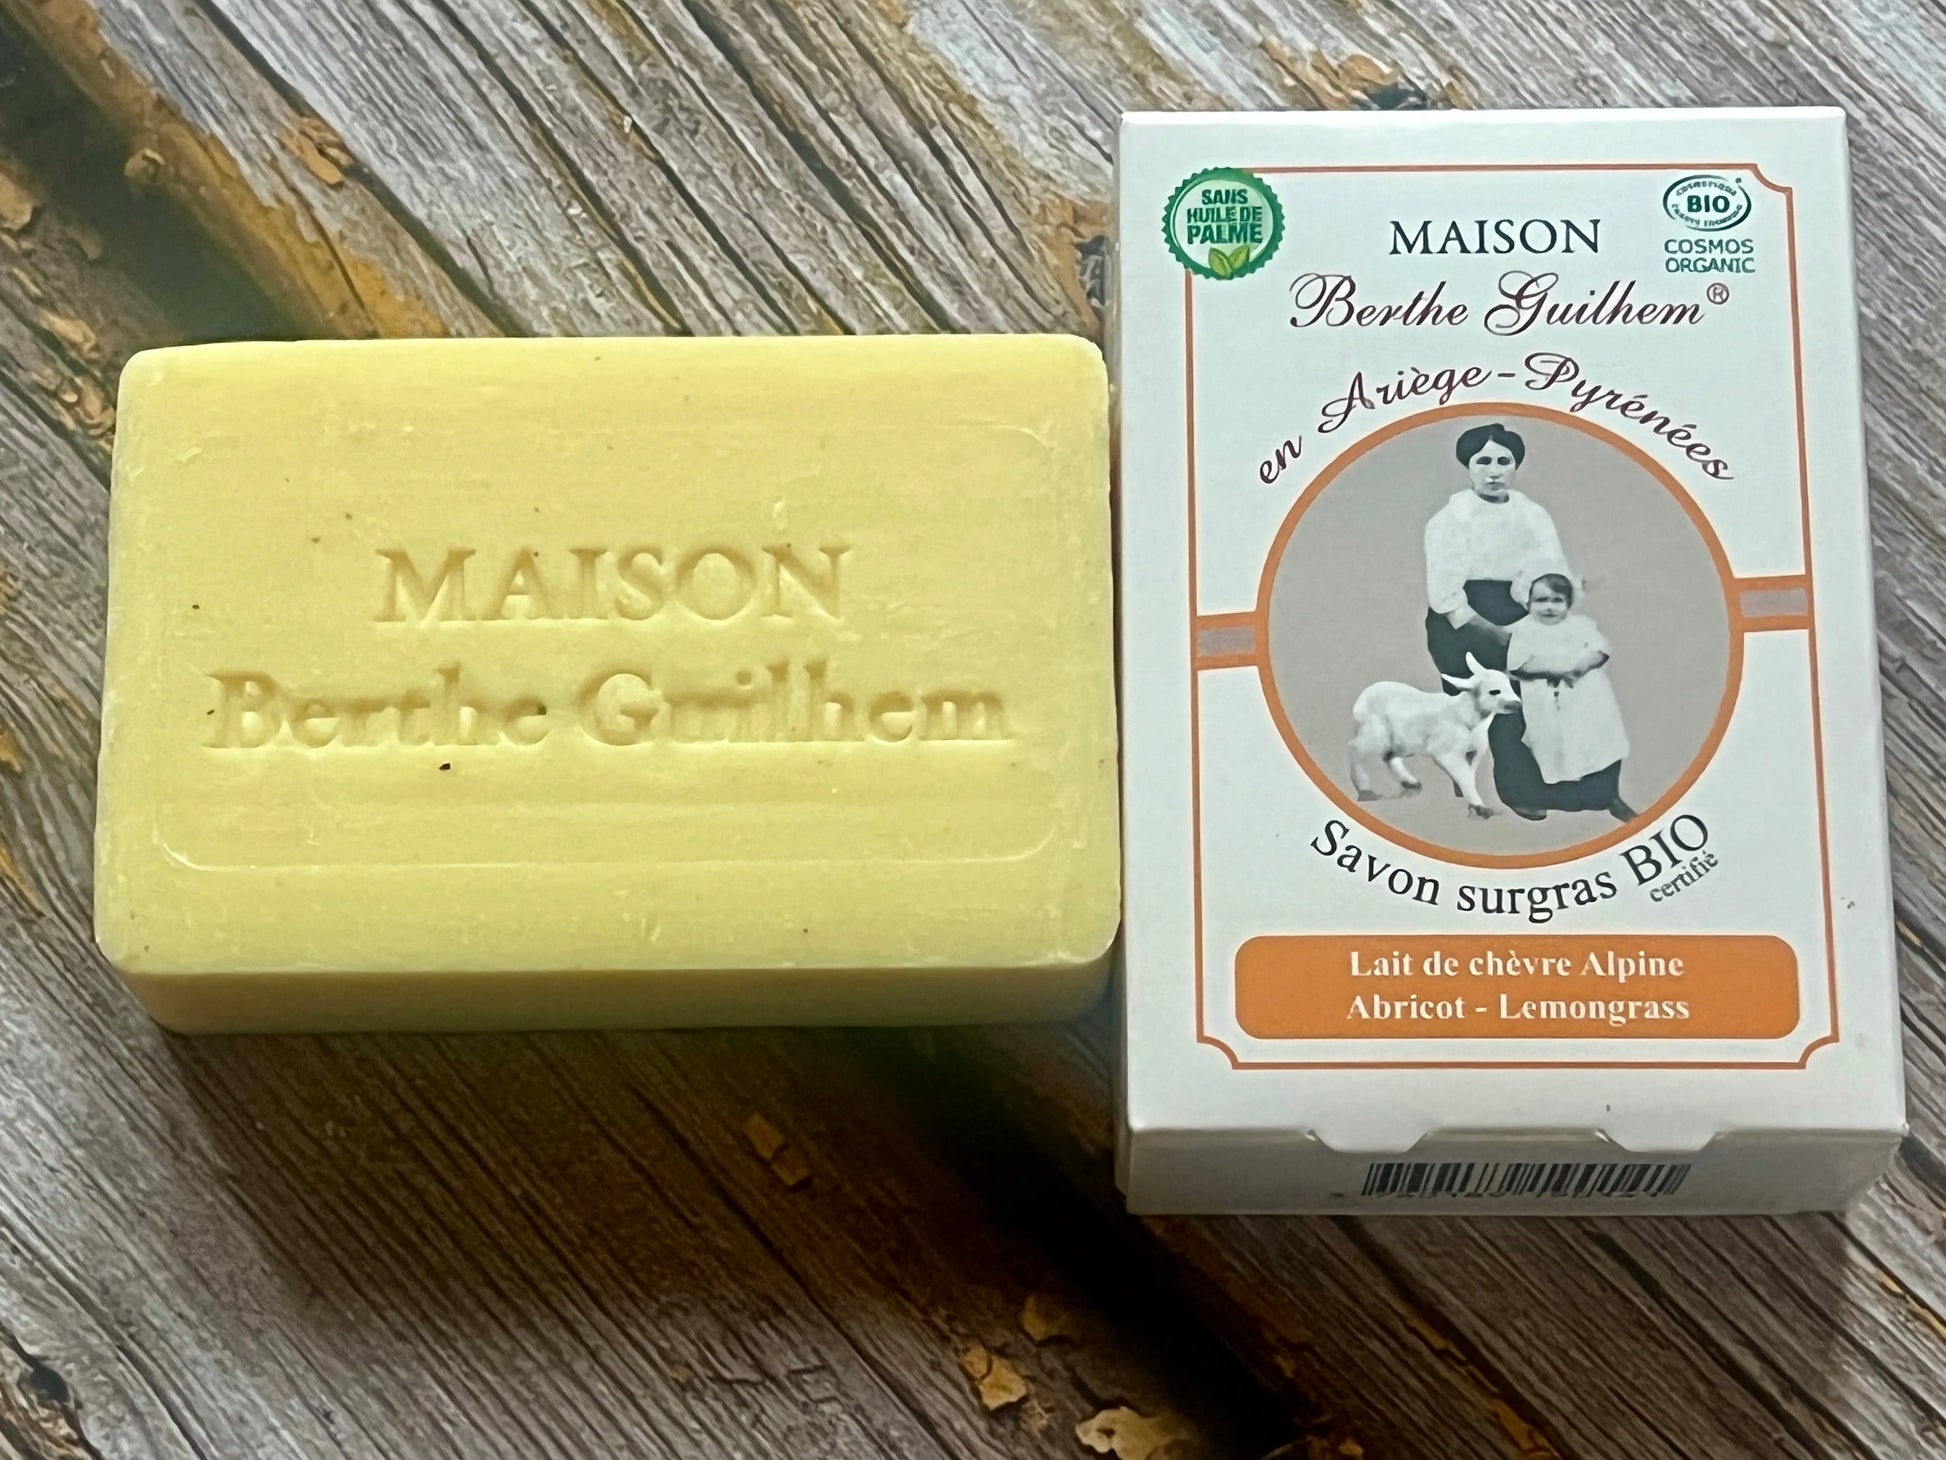 MAISON
Berthe Guilhem
SANS
HUILE DE
PALME
BIO
COSMOS
ORGANIC
MAISON
Berthe Guilhem®
en Ariège-Pyrénées
Savon surgras BIO
certifié
Lait de chèvre Alpine
Abricot - Lemongrass